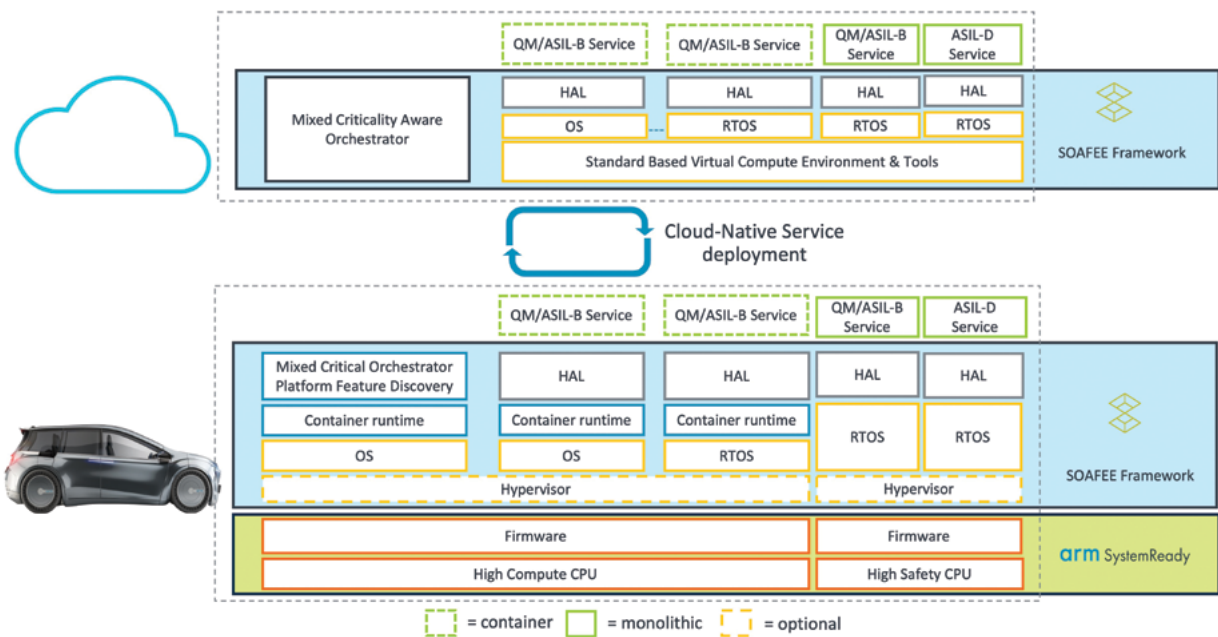 QM/ASIL-B Service
QM/ASIL-B Service
QM/ASIL-B
Service
ASIL-D
Service
Mixed Criticality Aware
Orchestrator
HAL
HAL
HAL
HAL
OS
---
RTOS
RTOS
RTOS
Standard Based Virtual Compute Environment & Tools
SOAFEE Framework
Cloud-Native Service
deployment
QM/ASIL-B Service
QM/ASIL-B Service
QM/ASIL-B
Service
ASIL-D
Service
Mixed Critical Orchestrator
Platform Feature Discovery
HAL
HAL
HAL
HAL
Container runtime
Container runtime
Container runtime
OS
OS
RTOS
RTOS
RTOS
Hypervisor
Hypervisor
SOAFEE Framework
Firmware
Firmware
High Compute CPU
High Safety CPU
arm SystemReady
= container
= monolithic
= optional